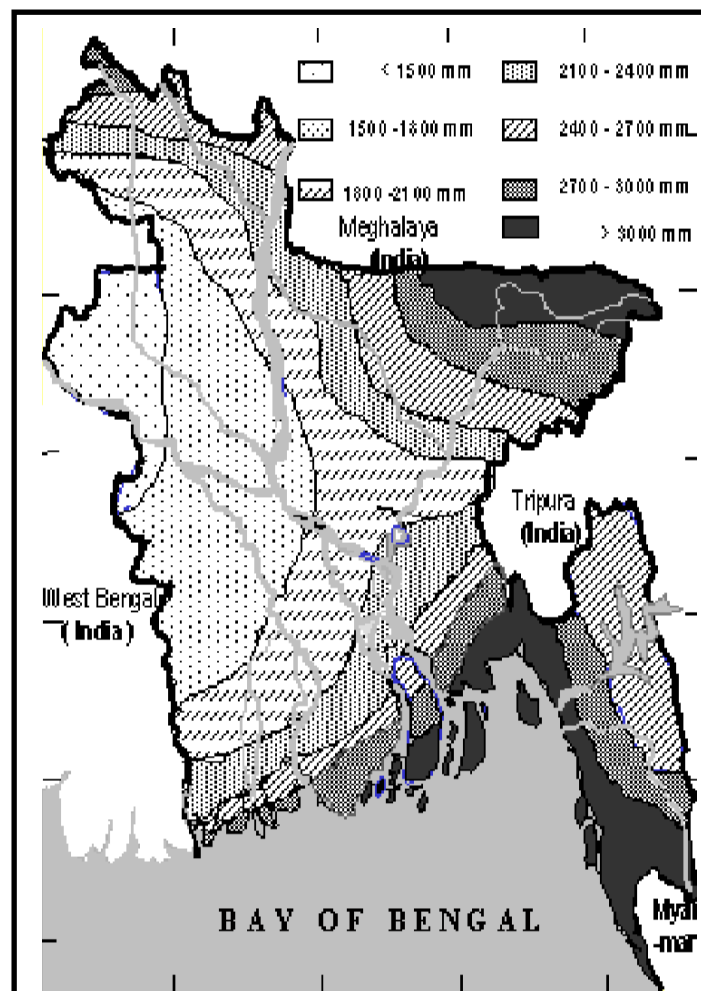 < 1500 mm
2100 - 2400 mm
1500 -1800 mm
2400 - 2700 mm
1800 -2100 mm
2700 - 3000 mm
> 3000 mm
Meghalaya
(India)
Tripura
(India)
West Bengal
( India )
BAY OF BENGAL
Myan
-mar